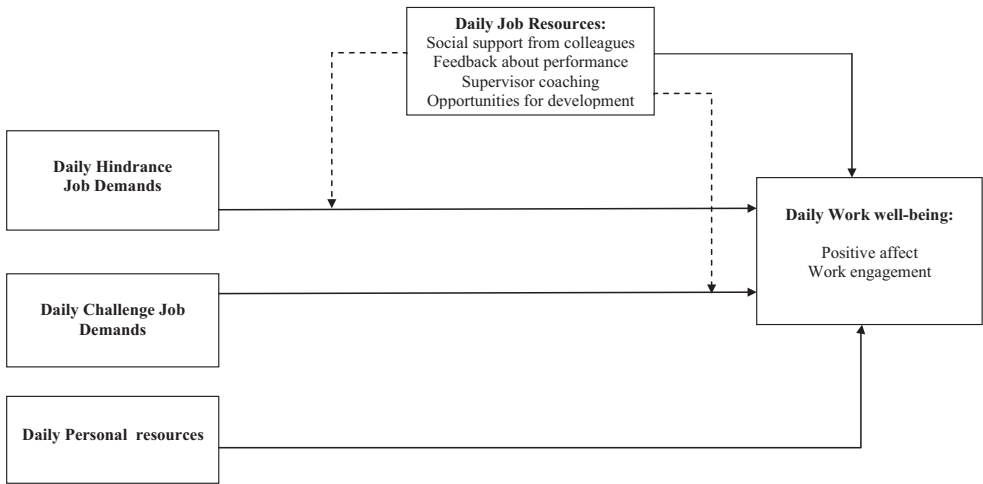 Daily Job Resources:
Social support from colleagues
Feedback about performance
Supervisor coaching
Opportunities for development
Daily Hindrance
Job Demands
Daily Work well-being:
Positive affect
Work engagement
Daily Challenge Job
Demands
Daily Personal resources